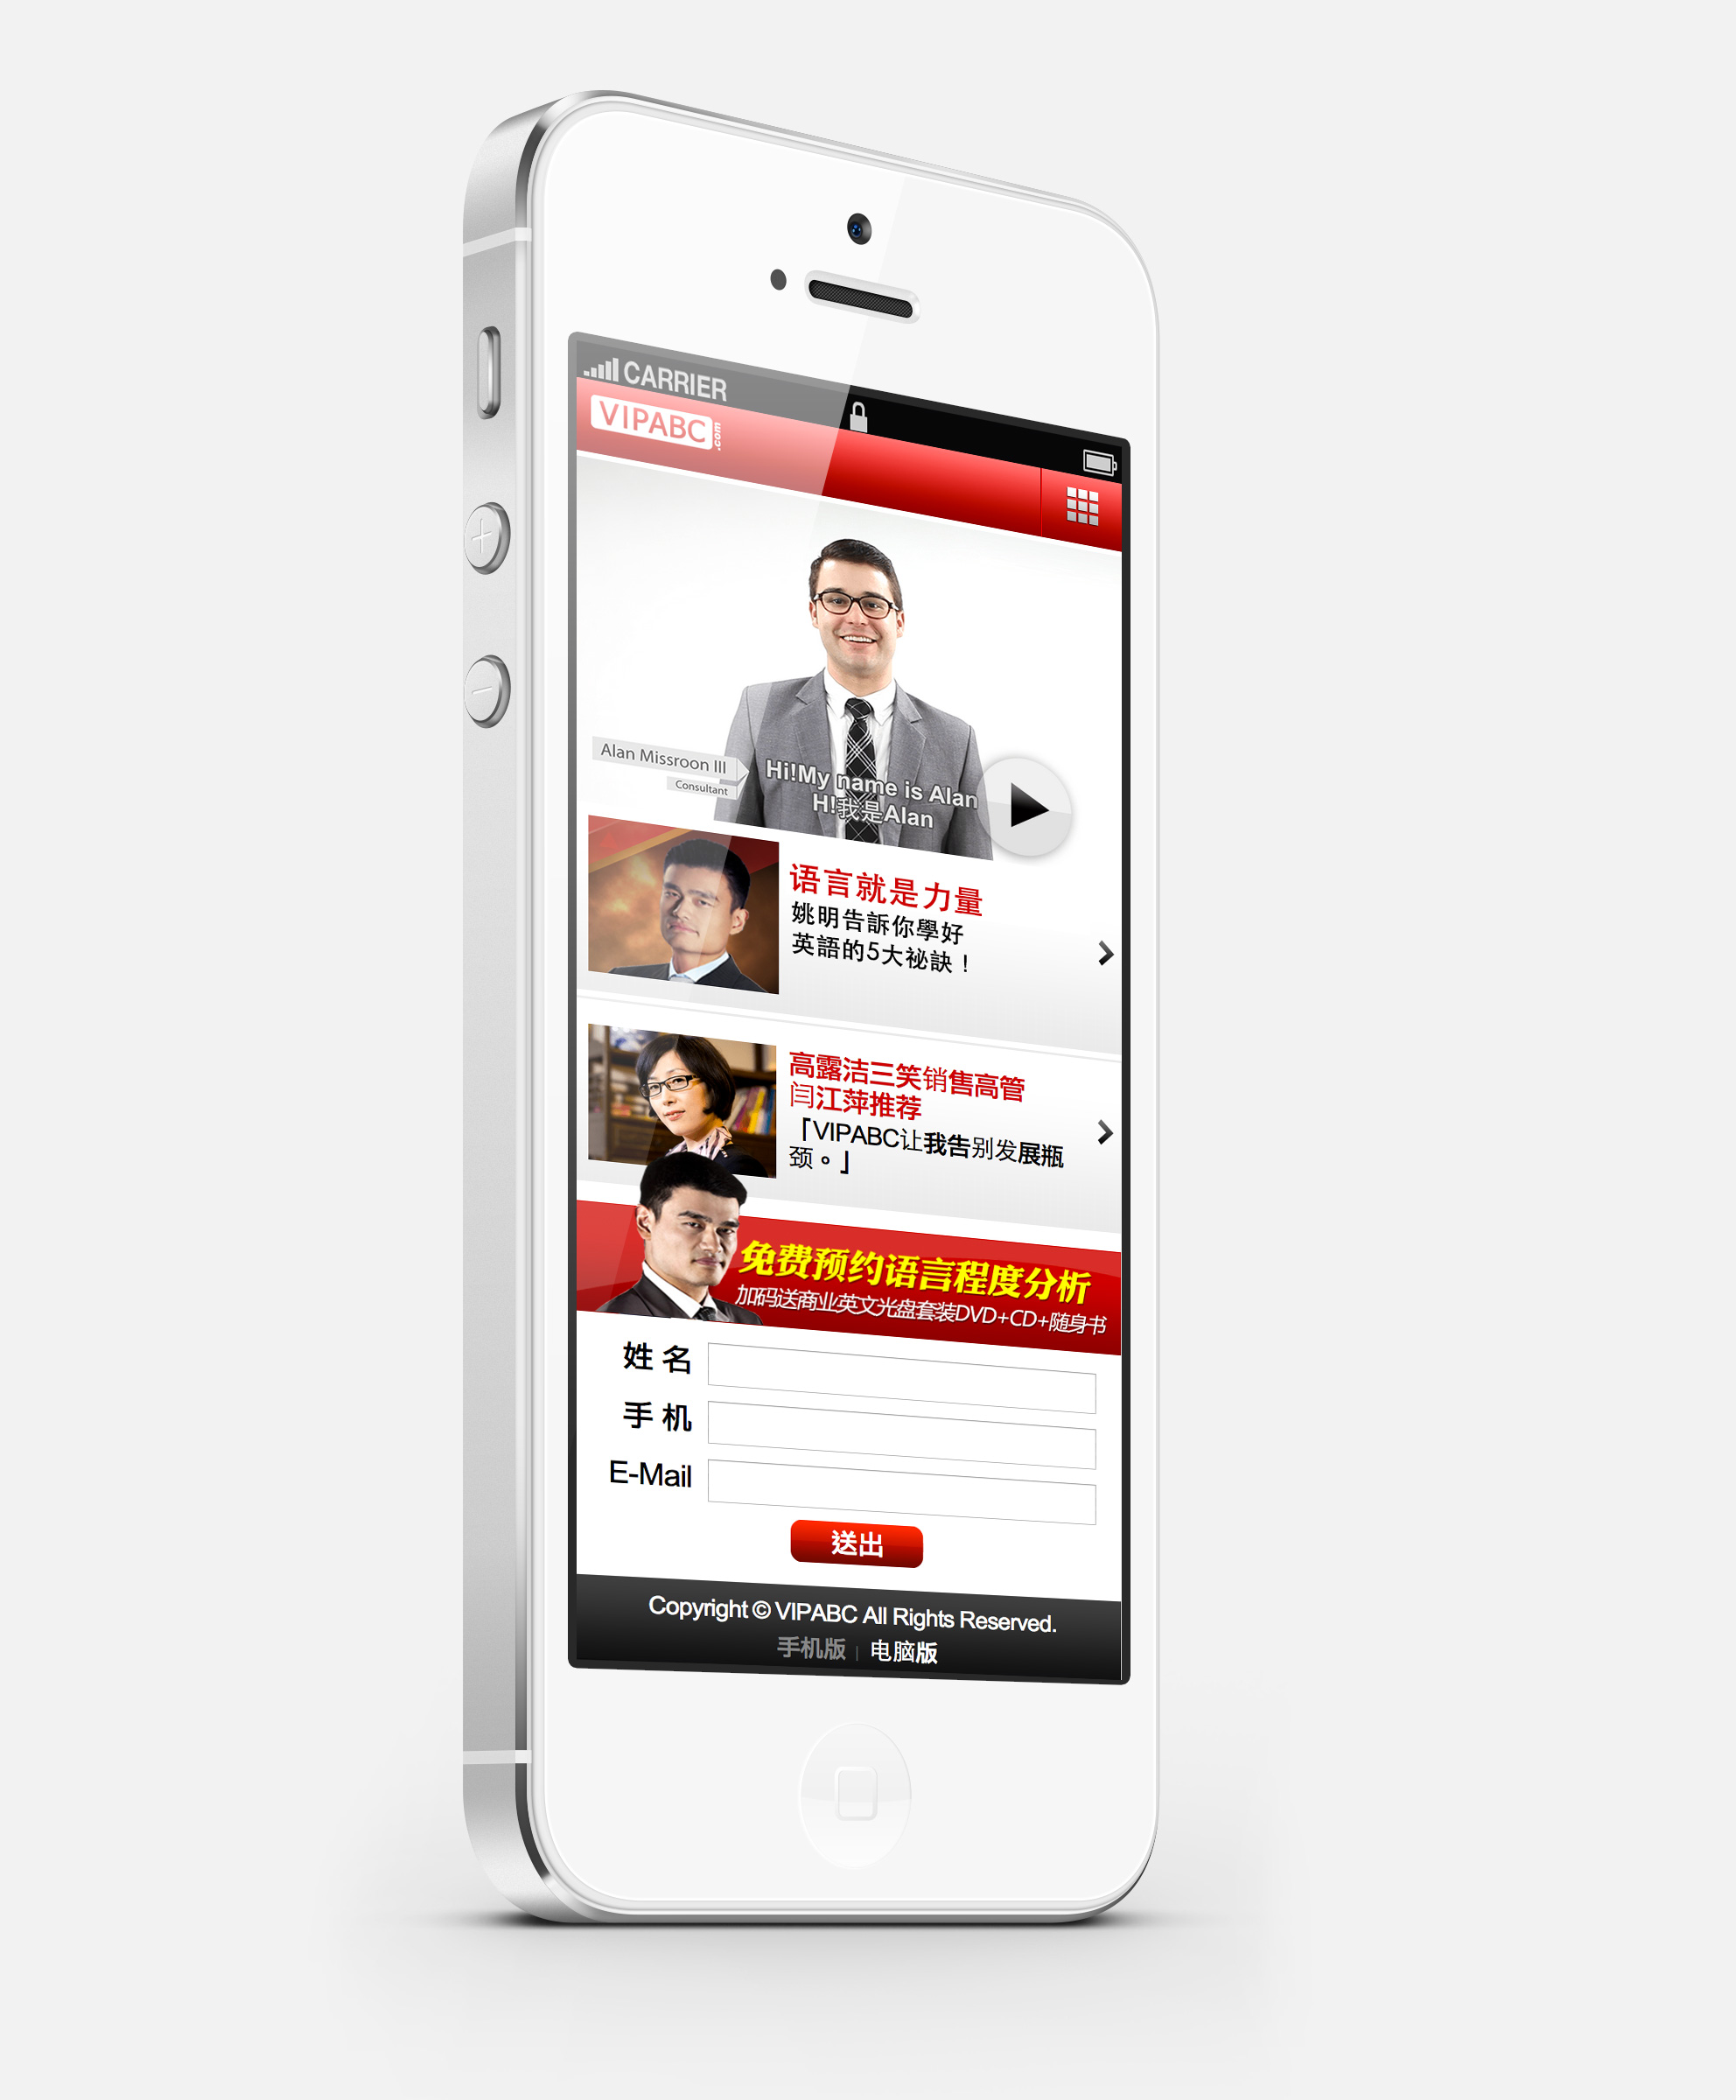 CARRIER
VIPABC.com
Alan Missroon III
Consultant
Hi!My name is Alan
H!我是Alan
语言就是力量
姚明告訴你學好
英語的5大祕訣！
高露洁三笑销售高管
闫江萍推荐
「VIPABC让我告别发展瓶
颈。」
免费预约语言程度分析
加码送商业英文光盘套装DVD+CD+随身书
姓 名
手 机
E-Mail
送出
Copyright © VIPABC All Rights Reserved.
手机版 | 电脑版